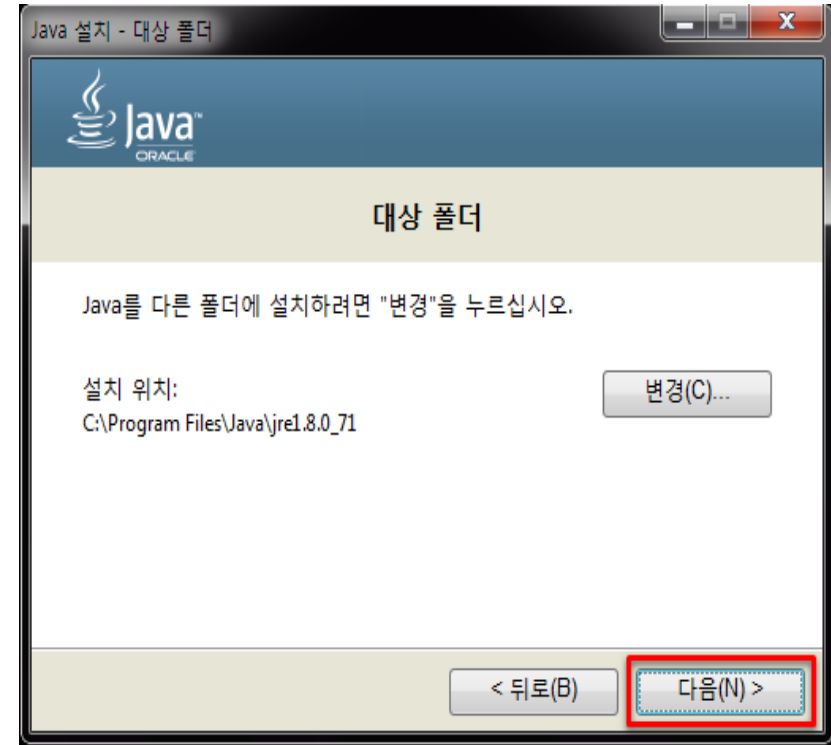 Java 설치 - 대상 폴더
Java™
ORACLE
대상 폴더
Java를 다른 폴더에 설치하려면 "변경"을 누르십시오.
설치 위치:
변경(C)...
C:\Program Files\Java\jre1.8.0_71
< 뒤로(B)
다음(N) >